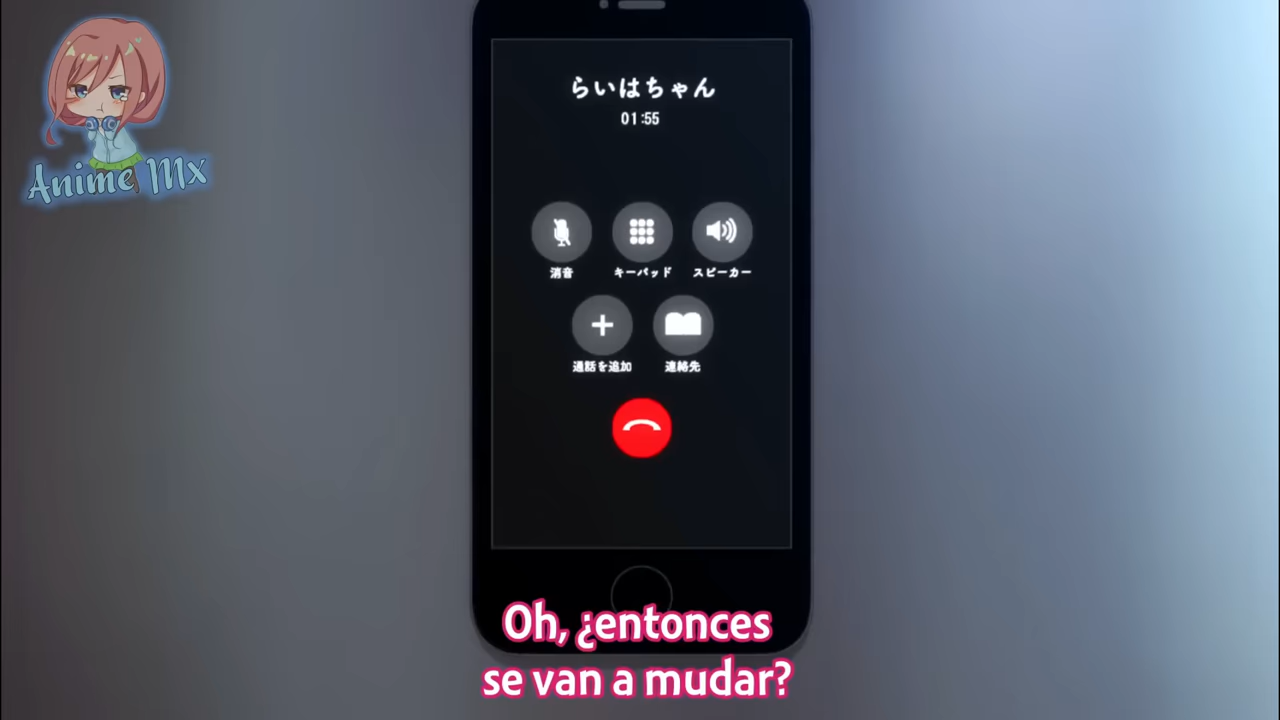 Anime Mx
らいはちゃん
01:55
消音
キーパッド
スピーカー
通話を追加
連絡先
Oh, ¿entonces
se van a mudar?